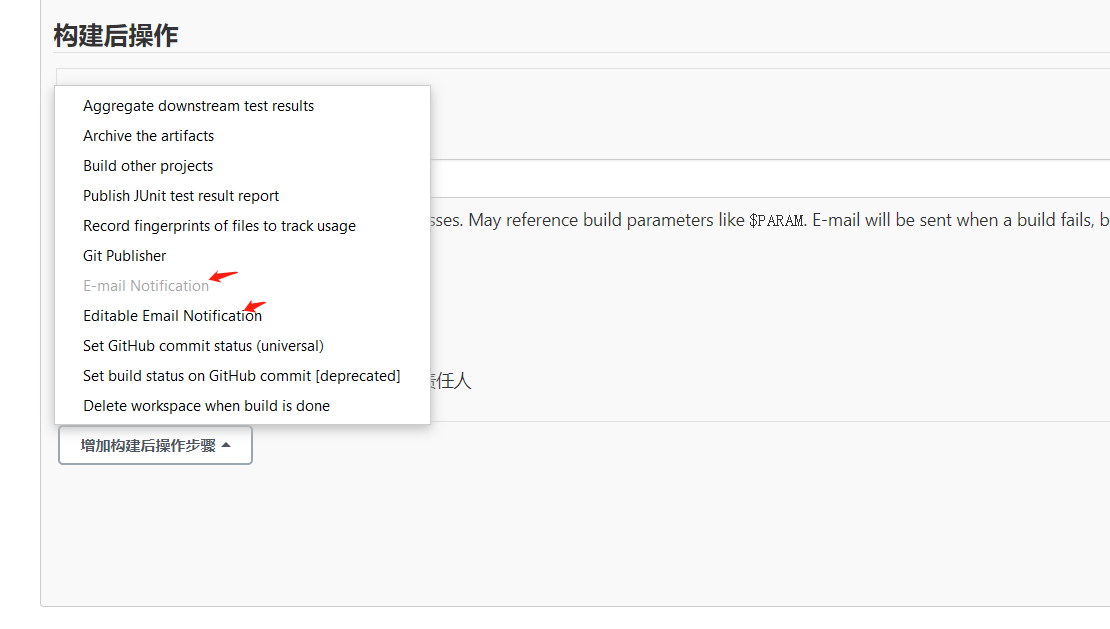 构建后操作
Aggregate downstream test results
Archive the artifacts
Build other projects
Publish JUnit test result report
Record fingerprints of files to track usage
sses. May reference build parameters like $PARAM. E-mail will be sent when a build fails, b
Git Publisher
E-mail Notification
Editable Email Notification
Set GitHub commit status (universal)
Set build status on GitHub commit [deprecated]
责任人
Delete workspace when build is done
增加构建后操作步骤